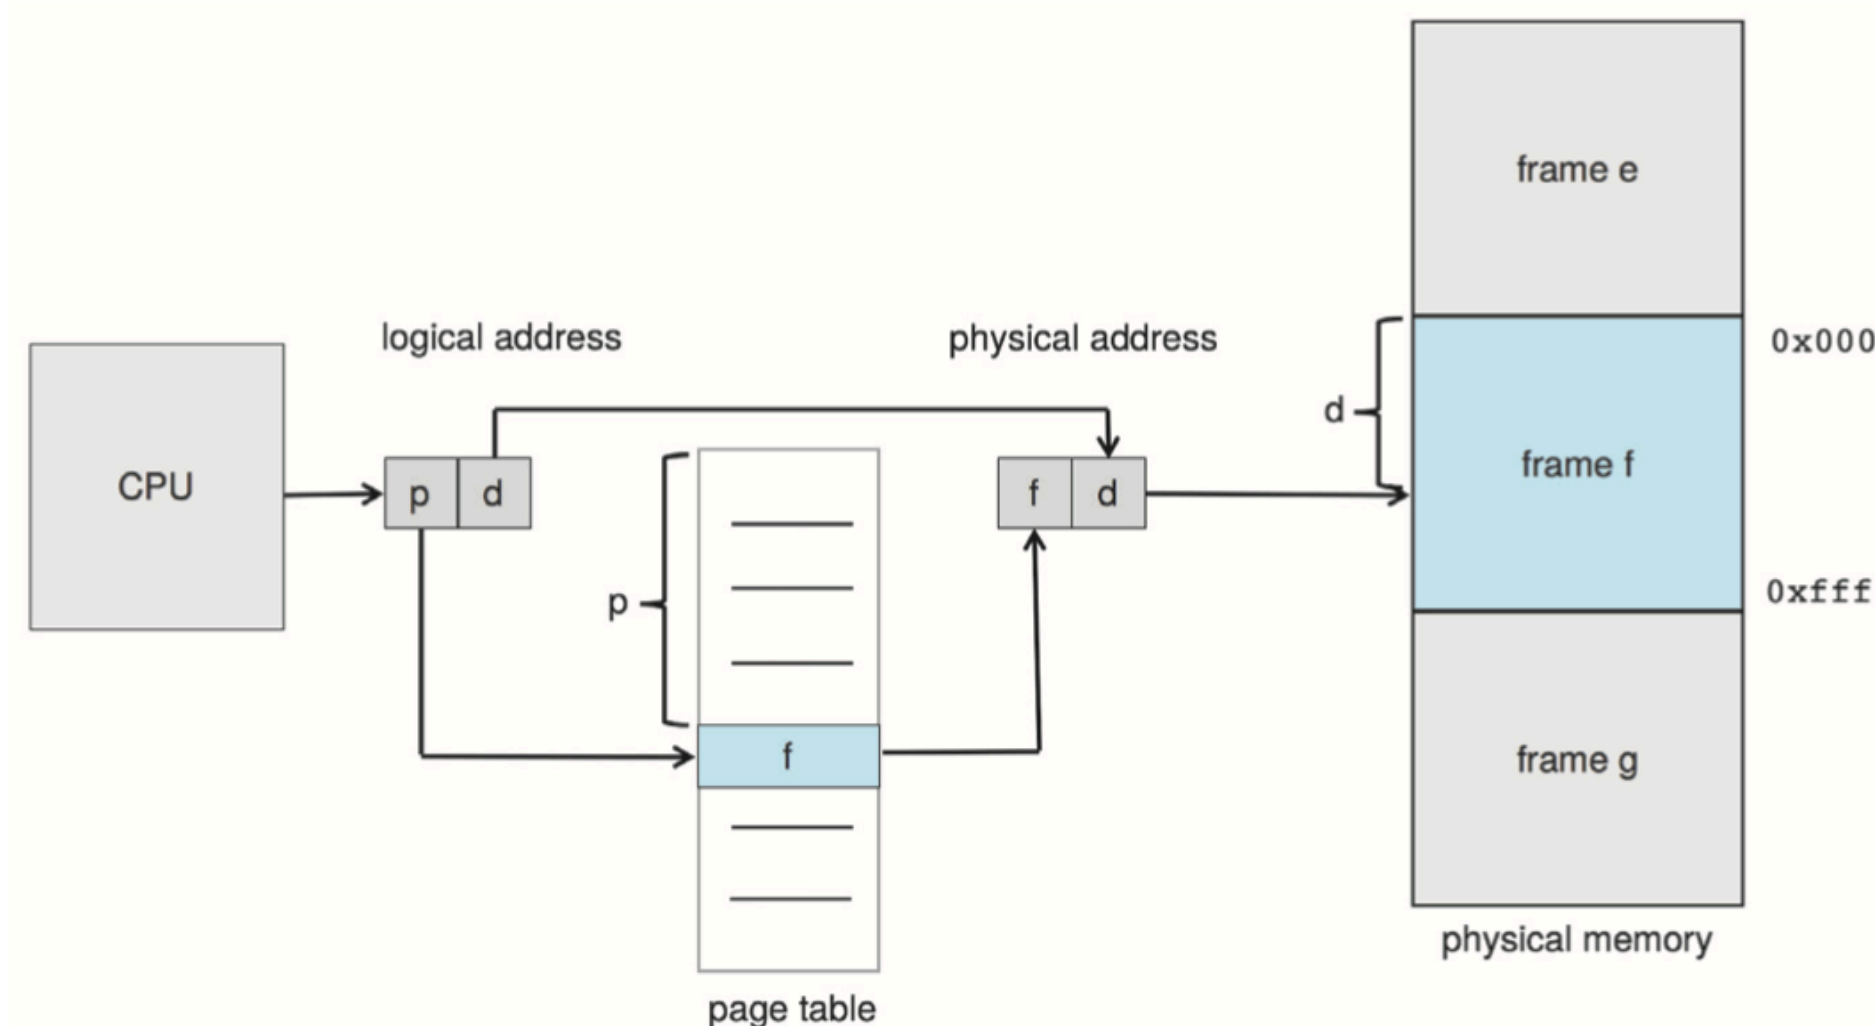 frame e
logical address
physical address
0x000
d
frame f
CPU
p d
f d
0xfff
p
f
frame g
physical memory
page table